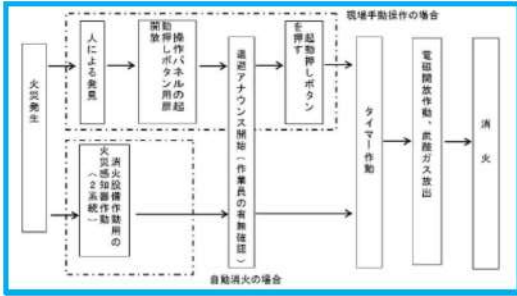 現場手動操作の場合
火災発生
人による発見
操作パネルの起
動押しボタン用扉
開放
退避アナウンス開始(作業員の有無確認)
起動押しボタン
を押す
タイマー作動
電磁開放作動、炭酸ガス放出
消火
消火設備作動用の
火災感知器作動
(2系統)
自動消火の場合